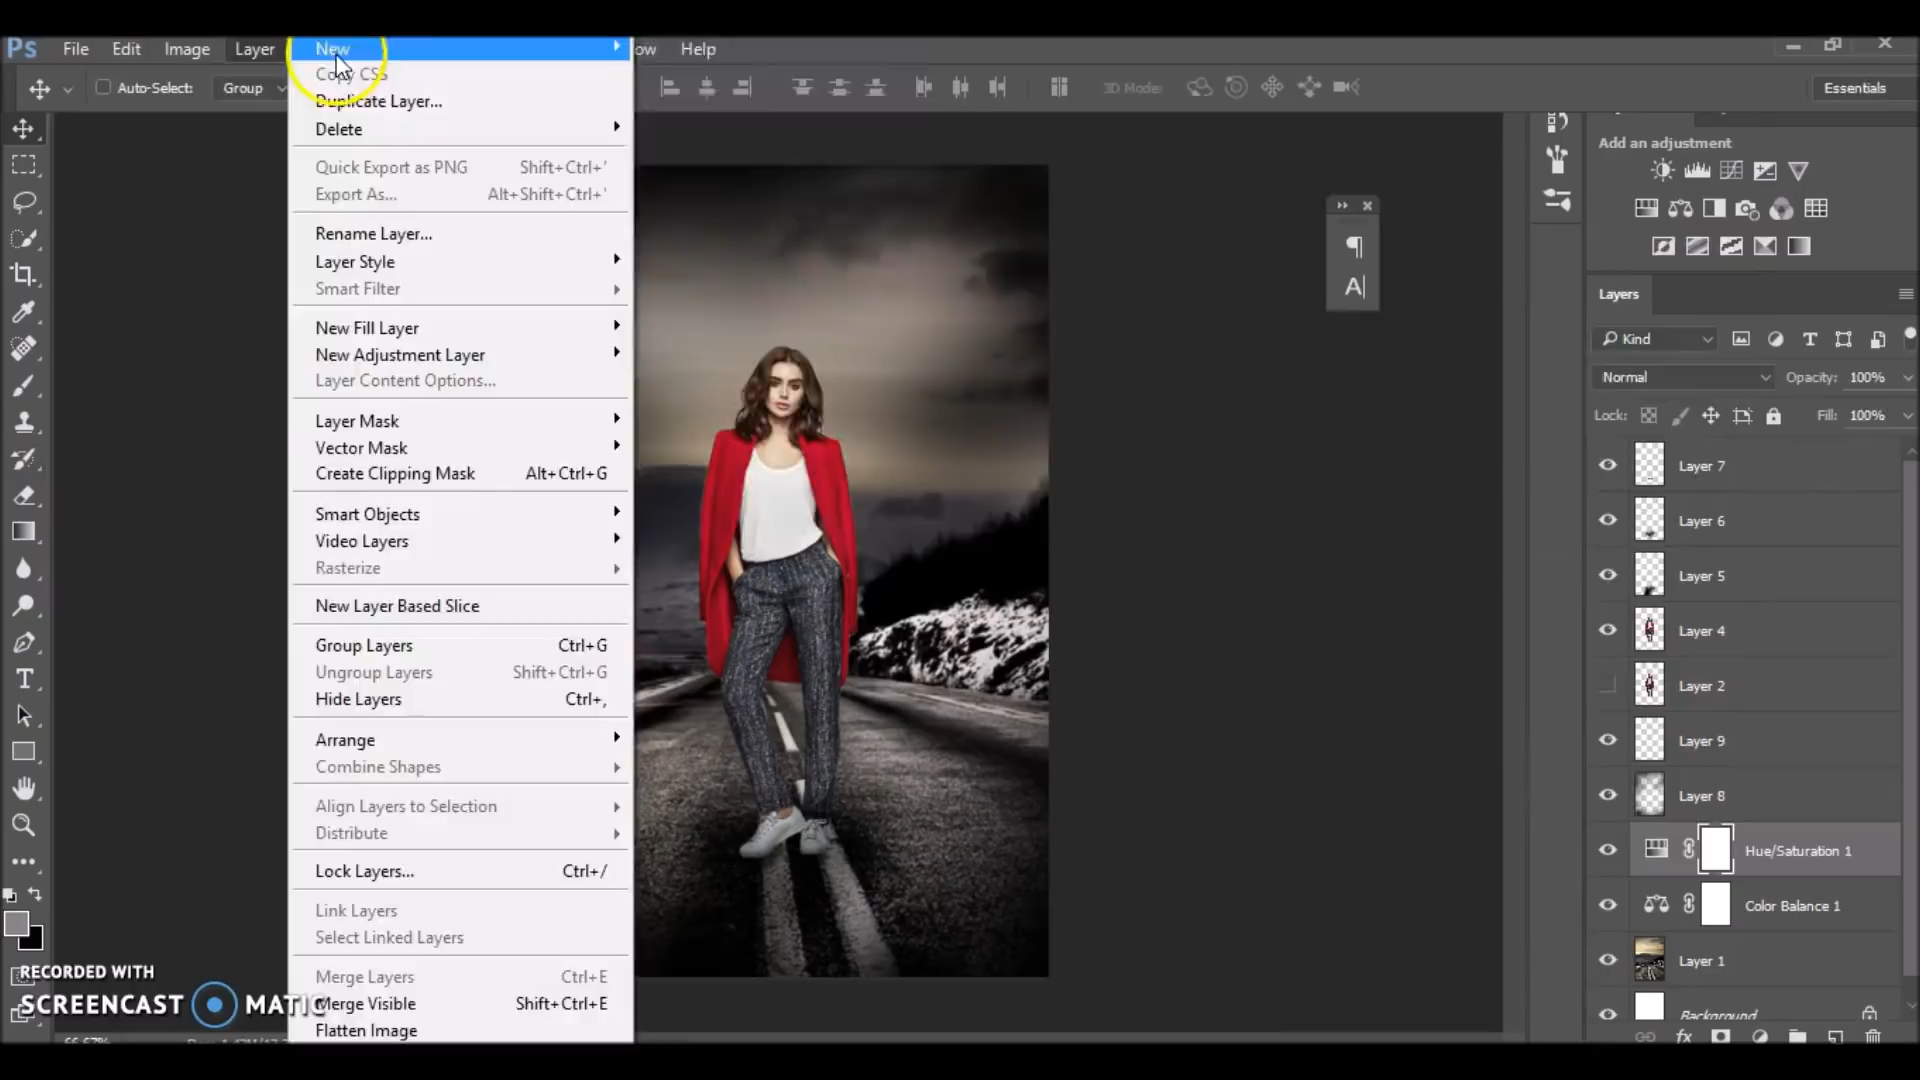 Ps File Edit Image Layer New ow Help
Auto-Select: Group 3D Mode: Essentials
Copy CSS
Duplicate Layer...
Delete
Quick Export as PNG Shift+Ctrl+'
Export As... Alt+Shift+Ctrl+'
Rename Layer...
Layer Style
Smart Filter
New Fill Layer
New Adjustment Layer
Layer Content Options...
Layer Mask
Vector Mask
Create Clipping Mask Alt+Ctrl+G
Smart Objects
Video Layers
Rasterize
New Layer Based Slice
Group Layers Ctrl+G
Ungroup Layers Shift+Ctrl+G
Hide Layers Ctrl+,
Arrange
Combine Shapes
Align Layers to Selection
Distribute
Lock Layers... Ctrl+/
Link Layers
Select Linked Layers
Merge Layers Ctrl+E
Merge Visible Shift+Ctrl+E
Flatten Image
Add an adjustment
Layers
Kind
Normal Opacity: 100%
Lock: Fill: 100%
Layer 7
Layer 6
Layer 5
Layer 4
Layer 2
Layer 9
Layer 8
Hue/Saturation 1
Color Balance 1
Layer 1
Background
RECORDED WITH
SCREENCAST MATIC